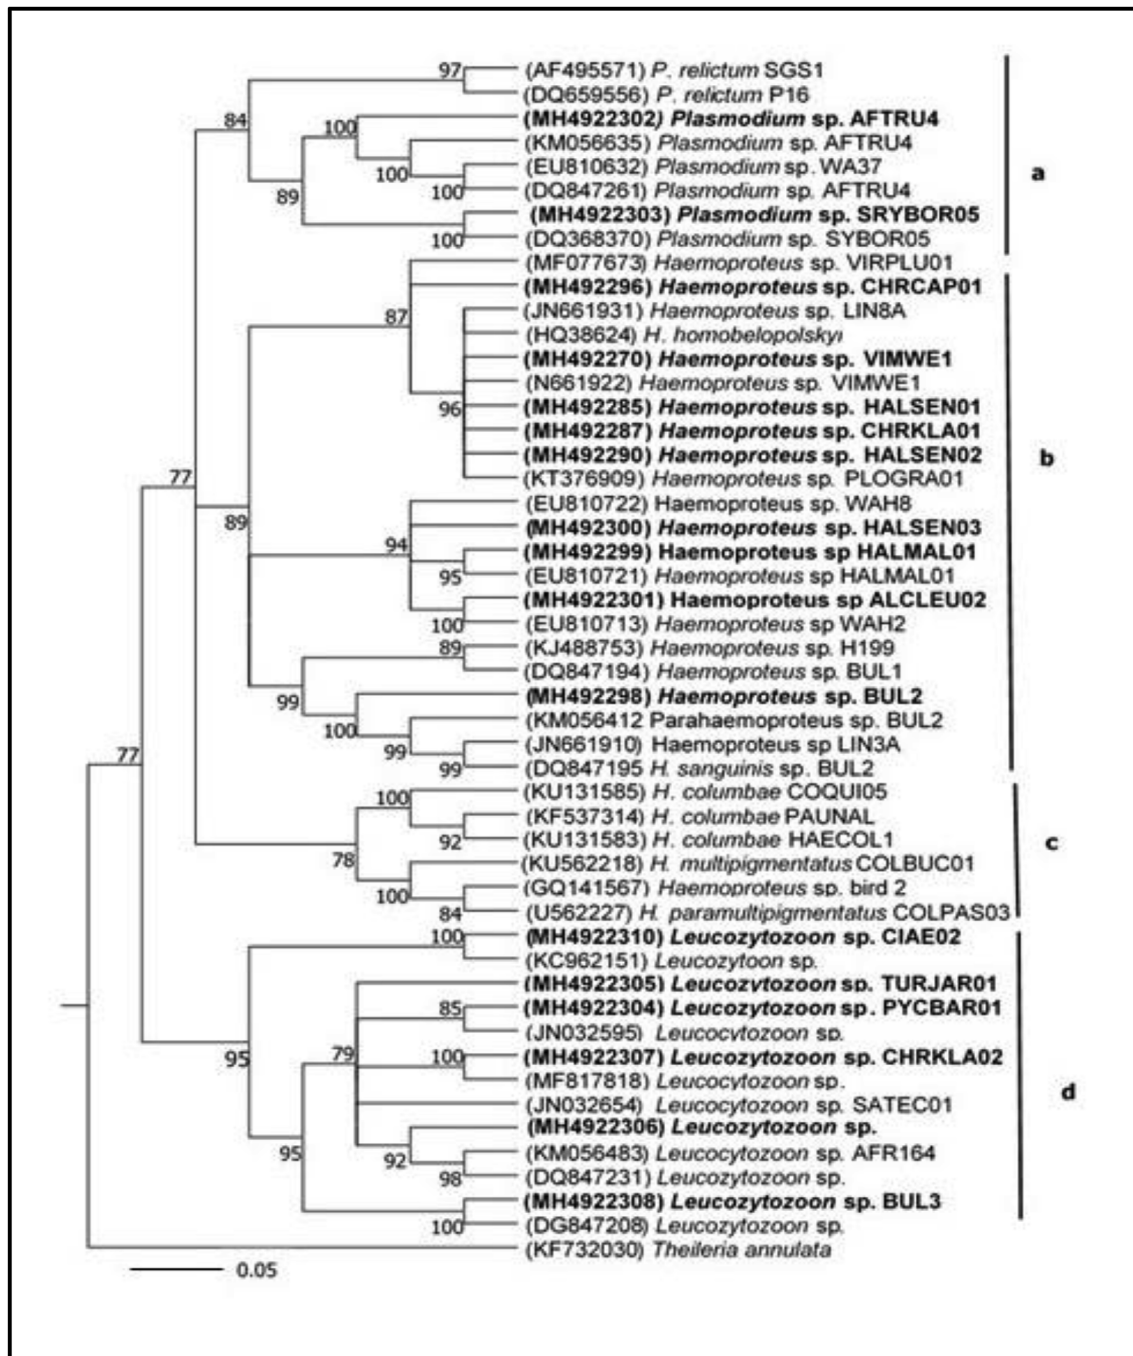 97
(AF495571) P. relictum SGS1
(DQ659556) P. relictum P16
84
100
(MH4922302) Plasmodium sp. AFTRU4
(KM056635) Plasmodium sp. AFTRU4
100
(EU810632) Plasmodium sp. WA37
a
89
100
(DQ847261) Plasmodium sp. AFTRU4
(MH4922303) Plasmodium sp. SRYBOR05
100
(DQ368370) Plasmodium sp. SYBOR05
(MF077673) Haemoproteus sp. VIRPLU01
(MH492296) Haemoproteus sp. CHRCAP01
87
(JN661931) Haemoproteus sp. LIN8A
(HQ38624) H. homobelopolskyi
(MH492270) Haemoproteus sp. VIMWE1
(N661922) Haemoproteus sp. VIMWE1
96
(MH492285) Haemoproteus sp. HALSEN01
(MH492287) Haemoproteus sp. CHRKLA01
(MH492290) Haemoproteus sp. HALSEN02
b
77
(KT376909) Haemoproteus sp. PLOGRA01
(EU810722) Haemoproteus sp. WAH8
89
(MH492300) Haemoproteus sp. HALSEN03
94
(MH492299) Haemoproteus sp HALMAL01
95
(EU810721) Haemoproteus sp HALMAL01
(MH4922301) Haemoproteus sp ALCLEU02
100
(EU810713) Haemoproteus sp WAH2
89
(KJ488753) Haemoproteus sp. H199
(DQ847194) Haemoproteus sp. BUL1
99
(MH492298) Haemoproteus sp. BUL2
100
(KM056412 Parahaemoproteus sp. BUL2
77
99
(JN661910) Haemoproteus sp LIN3A
99
(DQ847195 H. sanguinis sp. BUL2
100
(KU131585) H. columbae COQUI05
(KF537314) H. columbae PAUNAL
92
(KU131583) H. columbae HAECOL1
c
78
(KU562218) H. multipigmentatus COLBUC01
100
(GQ141567) Haemoproteus sp. bird 2
84
(U562227) H. paramultipigmentatus COLPAS03
100
(MH4922310) Leucozytozoon sp. CIAE02
(KC962151) Leucozytoon sp.
(MH4922305) Leucozytozoon sp. TURJAR01
85
(MH4922304) Leucozytozoon sp. PYCBAR01
(JN032595) Leucocytozoon sp.
95
79
100
(MH4922307) Leucozytozoon sp. CHRKLA02
(MF817818) Leucocytozoon sp.
d
(JN032654) Leucocytozoon sp. SATEC01
(MH4922306) Leucozytozoon sp.
95
92
(KM056483) Leucocytozoon sp. AFR164
98
(DQ847231) Leucozytozoon sp.
(MH4922308) Leucozytozoon sp. BUL3
100
(DG847208) Leucozytozoon sp.
(KF732030) Theileria annulata
0.05